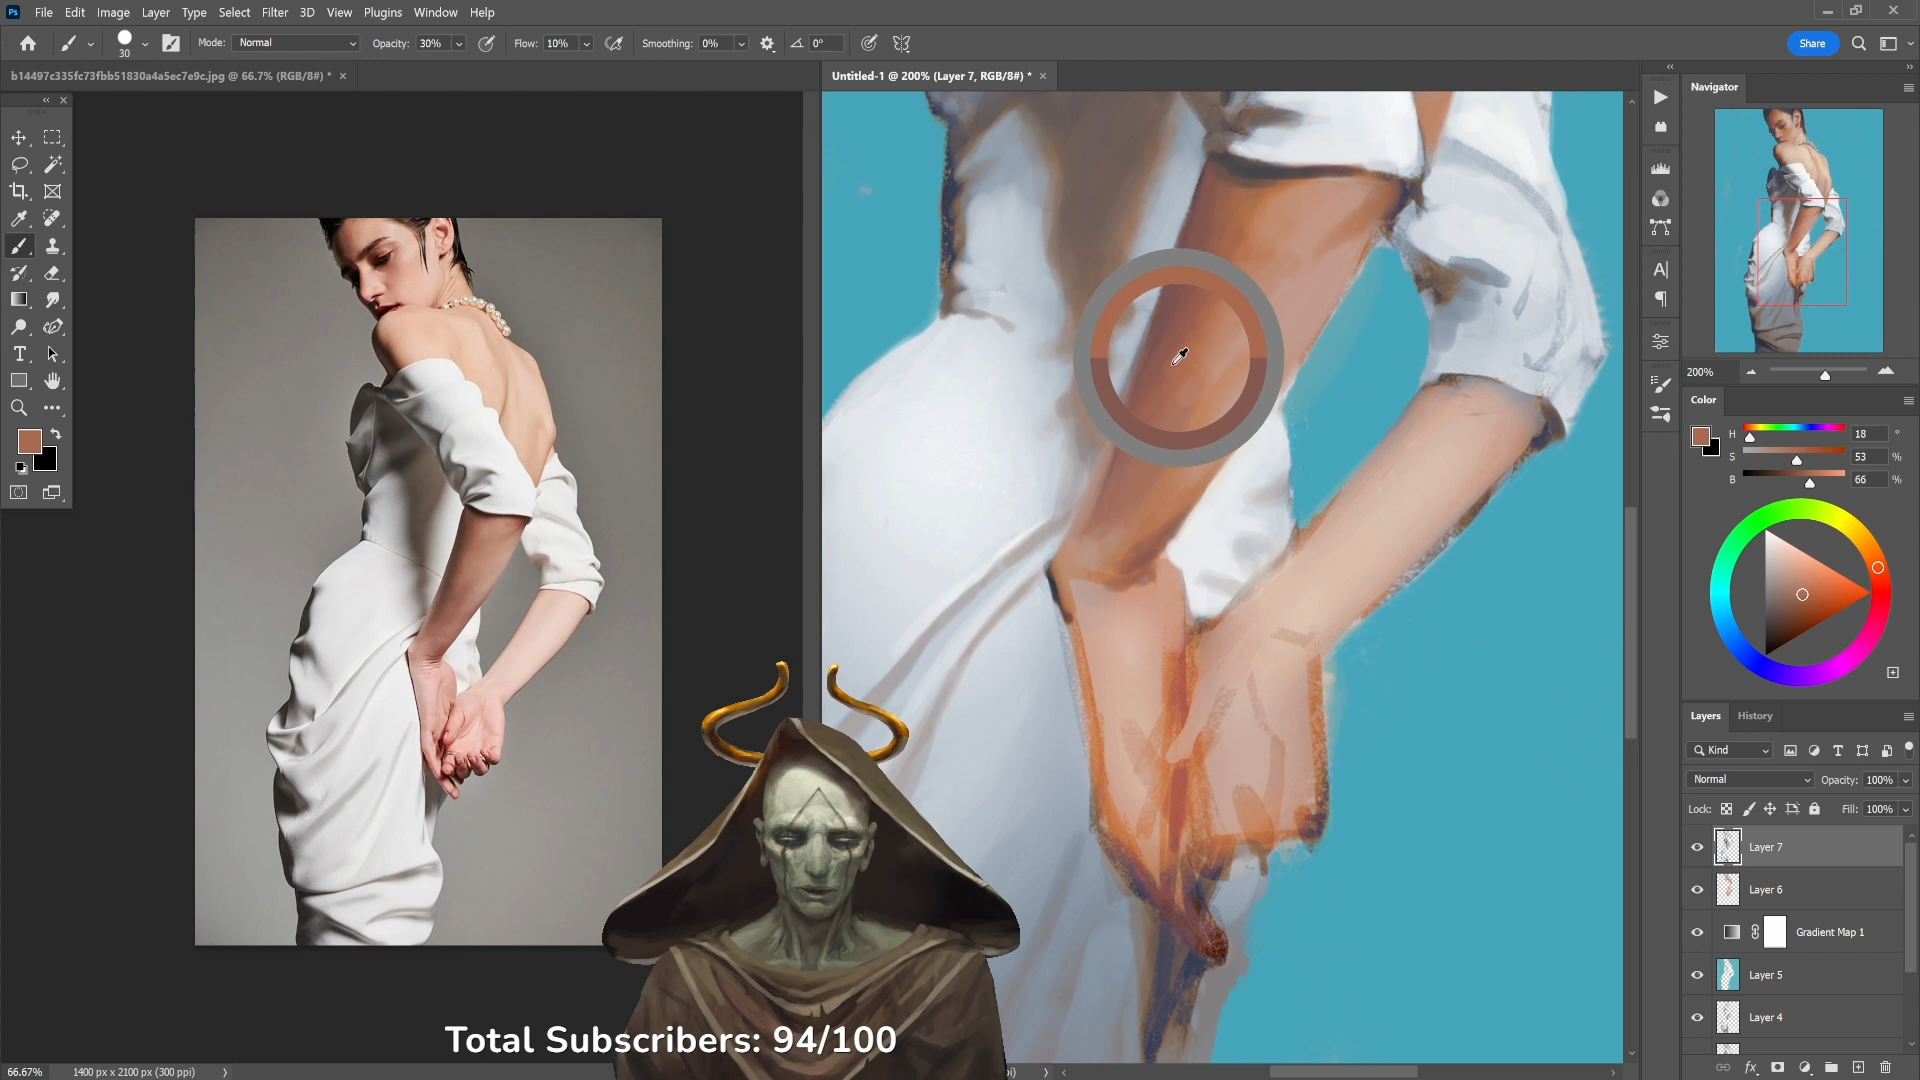 Ps File Edit Image Layer Type Select Filter 3D View Plugins Window Help
30 Mode: Normal Opacity: 30% Flow: 10% Smoothing: 0% 0° Share
b14497c335fc73fbb51830a4a5ec7e9c.jpg @ 66.7% (RGB/8#) * ×
Untitled-1 @ 200% (Layer 7, RGB/8#) * ×
Navigator
200%
Color
H 18 °
S 53 %
B 66 %
Layers History
Kind
Normal Opacity: 100%
Lock: Fill: 100%
Layer 7
Layer 6
Gradient Map 1
Layer 5
Layer 4
fx
Total Subscribers: 94/100
66.67% 1400 px x 2100 px (300 ppi)